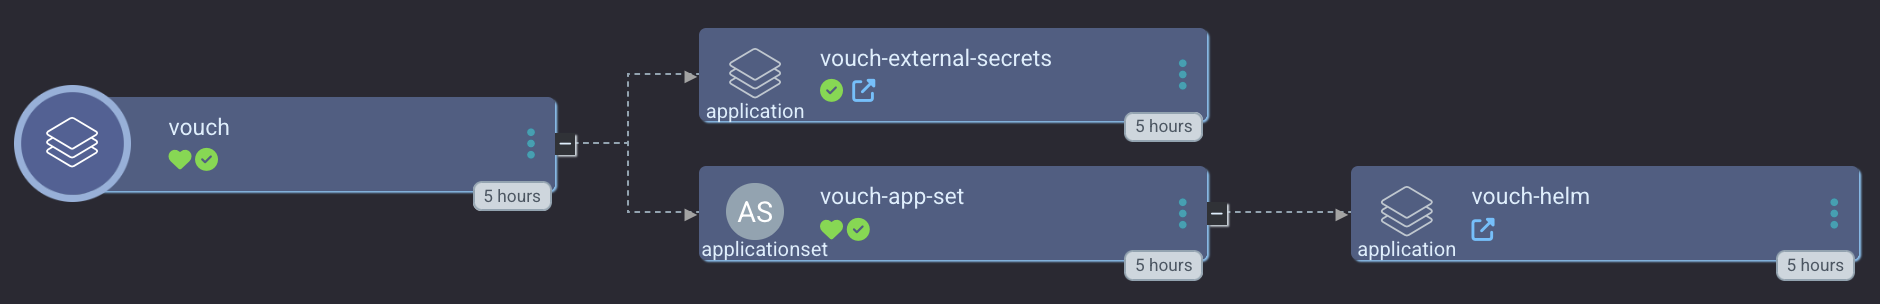 vouch
5 hours
vouch-external-secrets
application
5 hours
AS
vouch-app-set
applicationset
5 hours
vouch-helm
application
5 hours